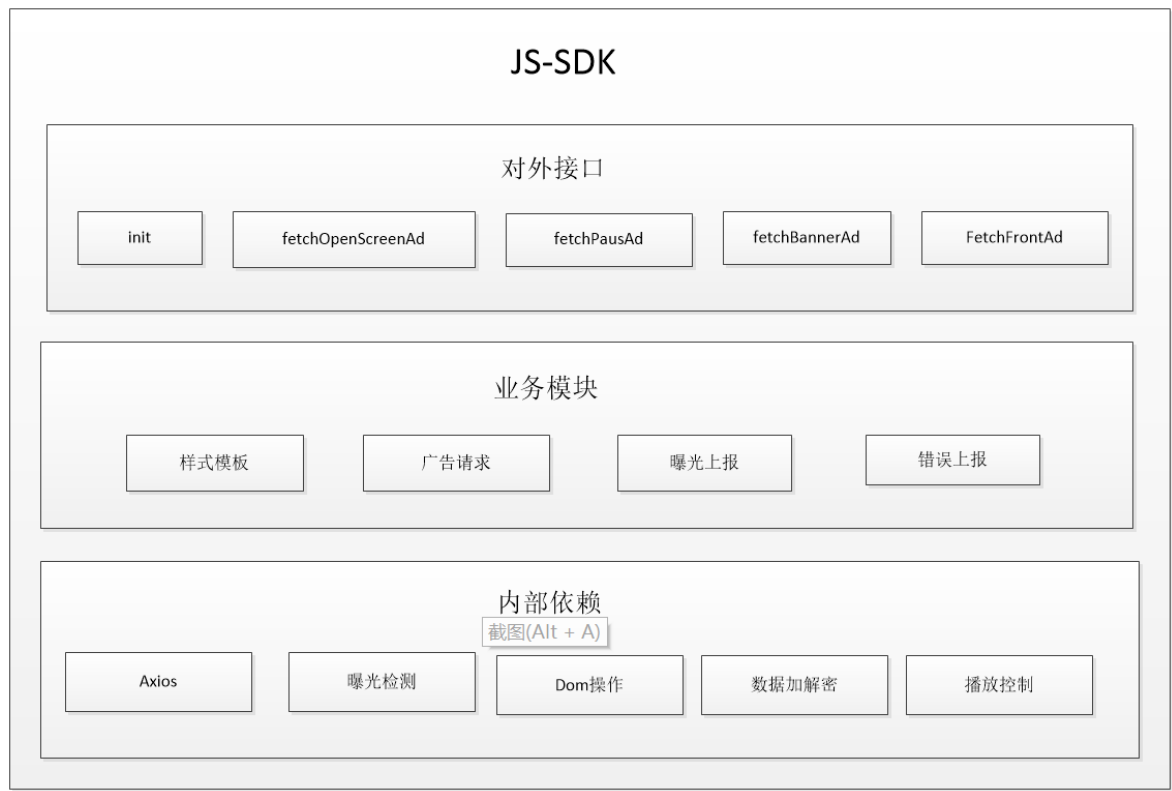 JS-SDK
对外接口
init
fetchOpenScreenAd
fetchPausAd
fetchBannerAd
FetchFrontAd
业务模块
样式模板
广告请求
曝光上报
错误上报
内部依赖
截图(Alt + A)
Axios
曝光检测
Dom操作
数据加解密
播放控制